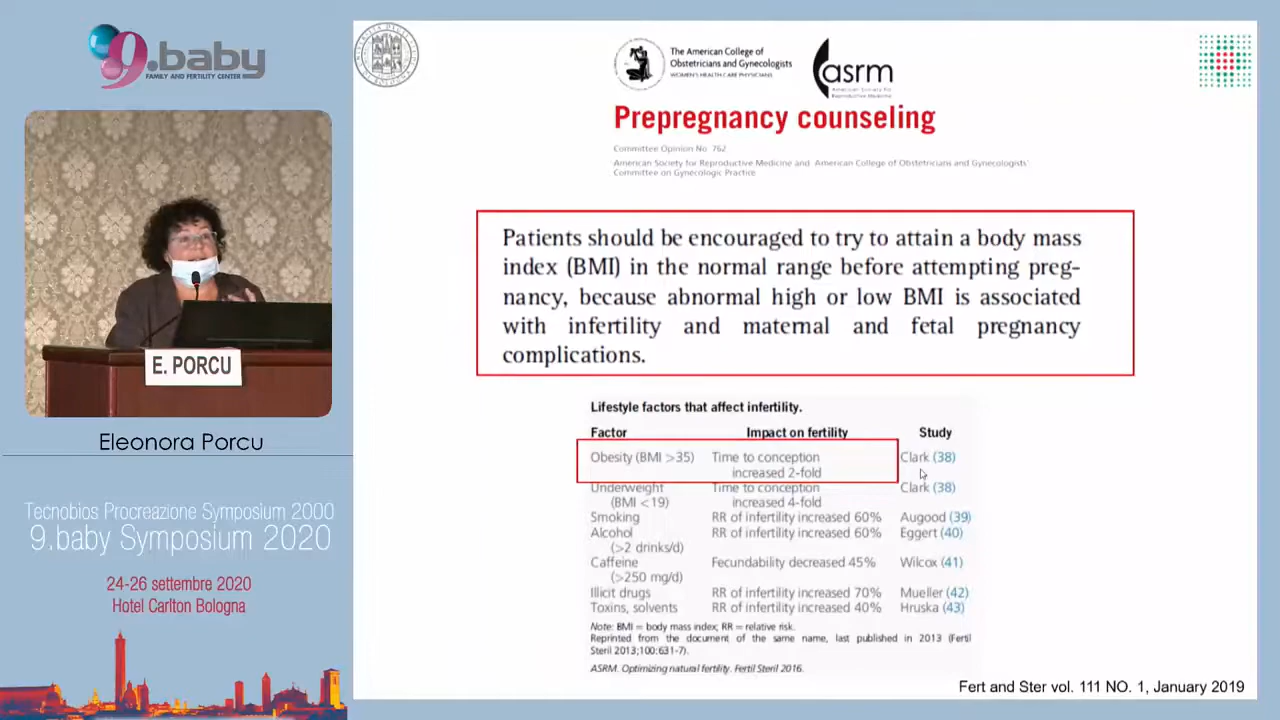 9.baby
FAMILY AND FERTILITY CENTER
E. PORCU
Eleonora Porcu
Tecnobios Procreazione Symposium 2000
9.baby Symposium 2020
24-26 settembre 2020
Hotel Carlton Bologna
The American College of
Obstetricians and Gynecologists
WOMEN'S HEALTH CARE PHYSICIANS
asrm
American Society for
Reproductive Medicine
Prepregnancy counseling
Committee Opinion No. 762
American Society for Reproductive Medicine and American College of Obstetricians and Gynecologists'
Committee on Gynecologic Practice
Patients should be encouraged to try to attain a body mass
index (BMI) in the normal range before attempting preg-
nancy, because abnormal high or low BMI is associated
with infertility and maternal and fetal pregnancy
complications.
Lifestyle factors that affect infertility.
Factor Impact on fertility Study
Obesity (BMI >35) Time to conception Clark (38)
increased 2-fold
Underweight Time to conception Clark (38)
(BMI <19) increased 4-fold
Smoking RR of infertility increased 60% Augood (39)
Alcohol RR of infertility increased 60% Eggert (40)
(>2 drinks/d)
Caffeine Fecundability decreased 45% Wilcox (41)
(>250 mg/d)
Illicit drugs RR of infertility increased 70% Mueller (42)
Toxins, solvents RR of infertility increased 40% Hruska (43)
Note: BMI = body mass index; RR = relative risk.
Reprinted from the document of the same name, last published in 2013 (Fertil
Steril 2013;100:631-7).
ASRM. Optimizing natural fertility. Fertil Steril 2016.
Fert and Ster vol. 111 NO. 1, January 2019